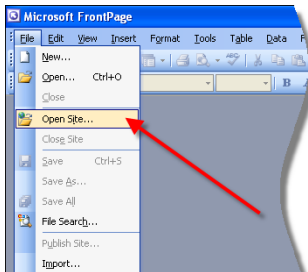 Microsoft FrontPage
File Edit View Insert Format Tools Table Data
New...
Open... Ctrl+O
Close
Open Site...
Close Site
Save Ctrl+S
Save As...
Save All
File Search...
Publish Site...
Import...
B